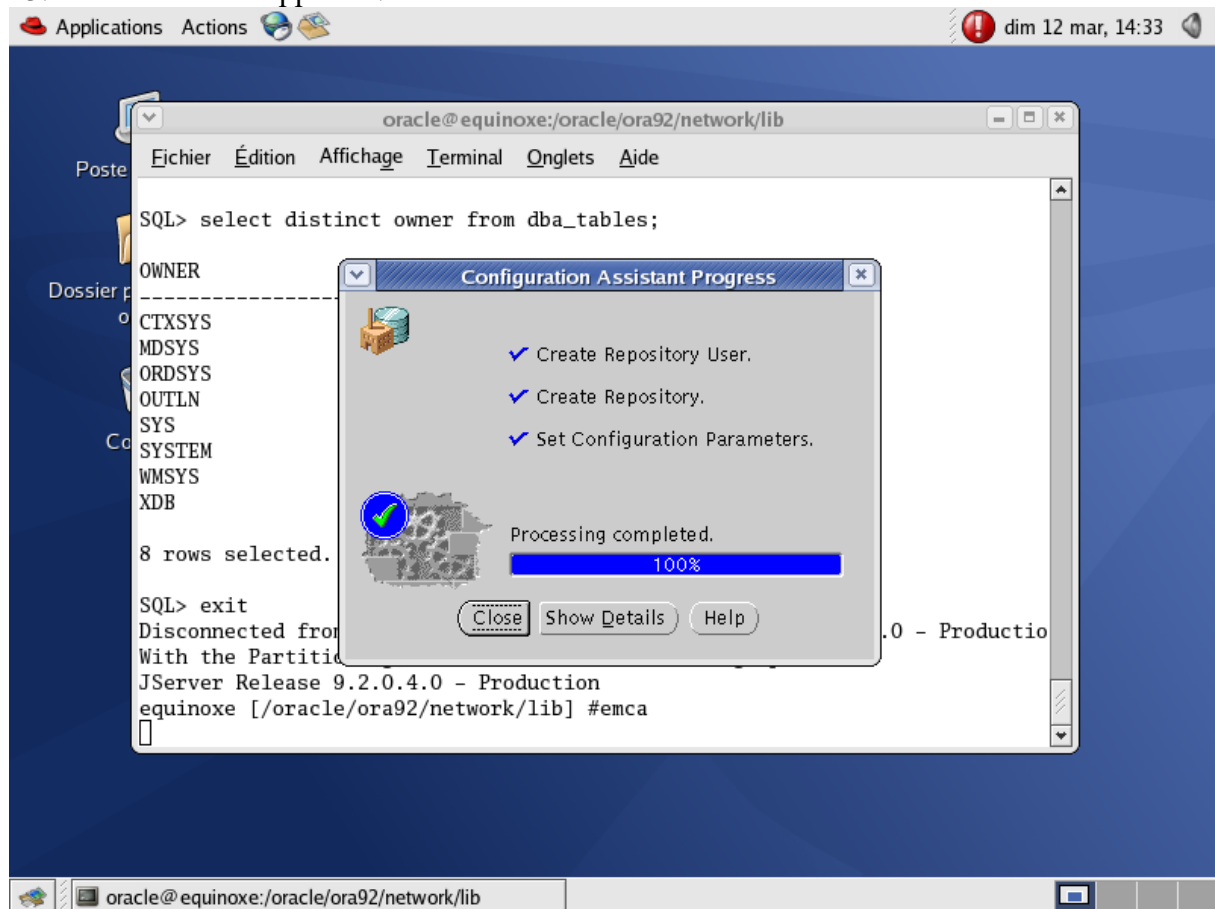 Applications Actions dim 12 mar, 14:33
oracle@equinoxe:/oracle/ora92/network/lib
Fichier Édition Affichage Terminal Onglets Aide
Poste
Dossier p
o
Co
SQL> select distinct owner from dba_tables;
OWNER
--------------------
CTXSYS
MDSYS
ORDSYS
OUTLN
SYS
SYSTEM
WMSYS
XDB
8 rows selected.
SQL> exit
Disconnected from .0 - Productio
With the Partitio
JServer Release 9.2.0.4.0 - Production
equinoxe [/oracle/ora92/network/lib] #emca
Configuration Assistant Progress
Create Repository User.
Create Repository.
Set Configuration Parameters.
Processing completed.
100%
Close Show Details Help
oracle@equinoxe:/oracle/ora92/network/lib